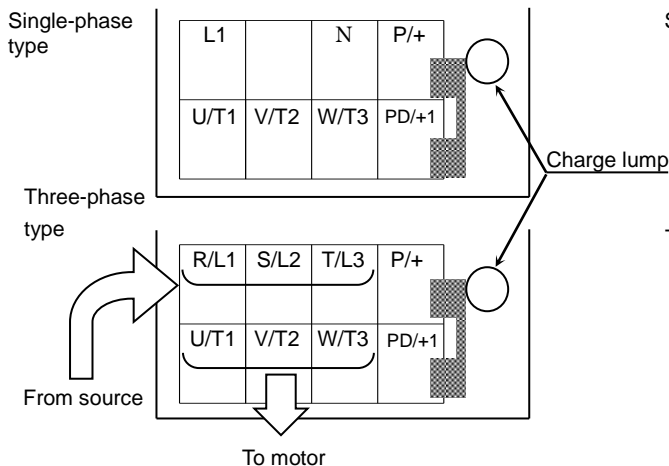 Single-phase
type
L1 N P/+
U/T1 V/T2 W/T3 PD/+1
Charge lump
Three-phase
type
R/L1 S/L2 T/L3 P/+
U/T1 V/T2 W/T3 PD/+1
From source
To motor